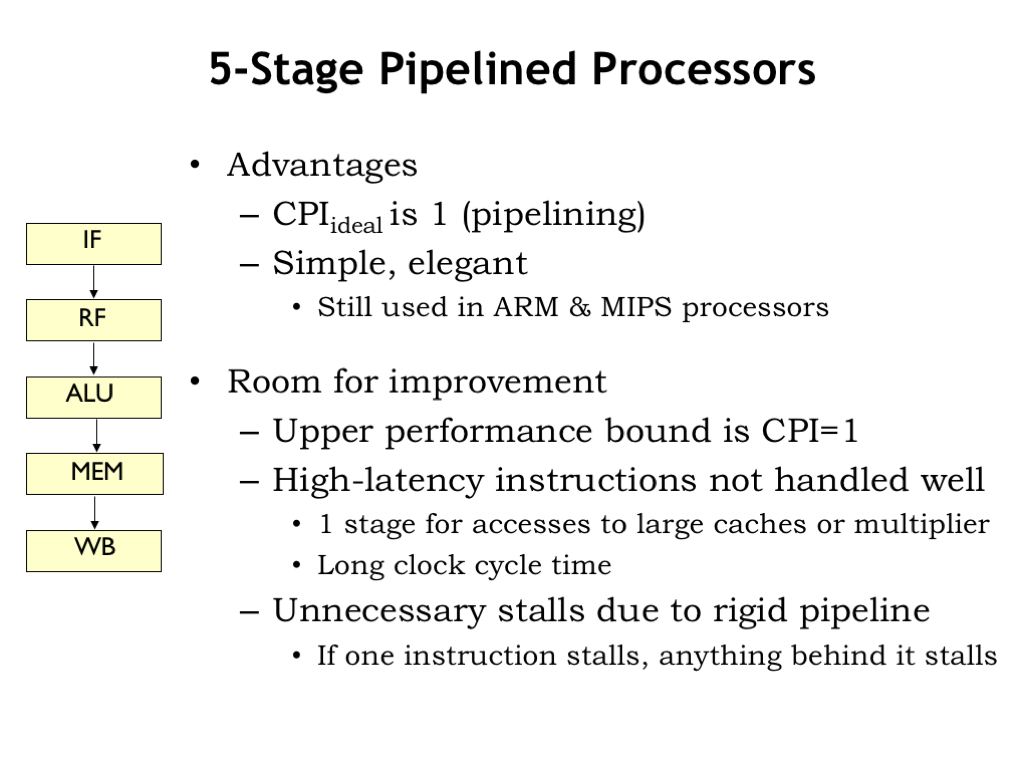 5-Stage Pipelined Processors
IF
RF
ALU
MEM
WB
• Advantages
– CPIideal is 1 (pipelining)
– Simple, elegant
• Still used in ARM & MIPS processors
• Room for improvement
– Upper performance bound is CPI=1
– High-latency instructions not handled well
• 1 stage for accesses to large caches or multiplier
• Long clock cycle time
– Unnecessary stalls due to rigid pipeline
• If one instruction stalls, anything behind it stalls